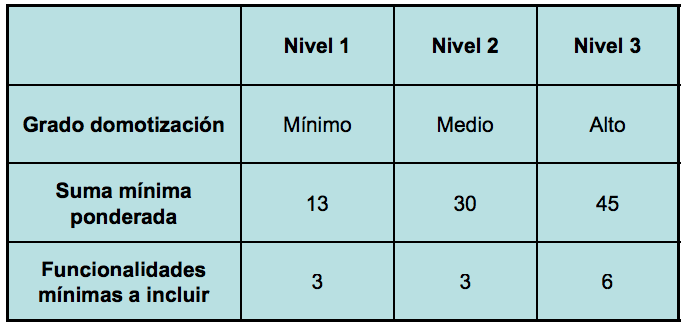 Nivel 1 Nivel 2 Nivel 3
Grado domotización Mínimo Medio Alto
Suma mínima
ponderada 13 30 45
Funcionalidades
mínimas a incluir 3 3 6